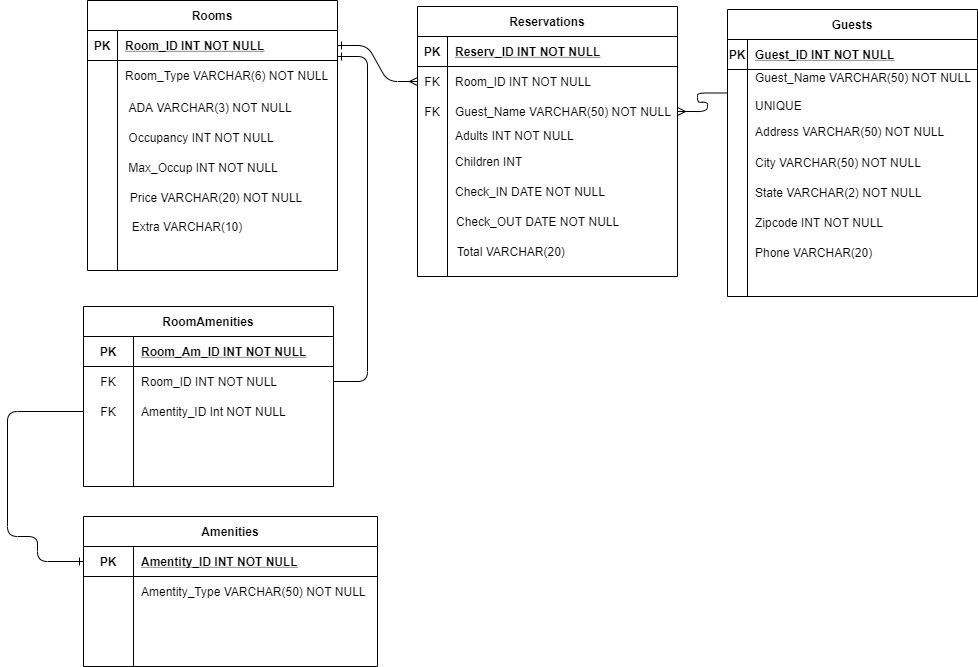 Rooms
PK Room_ID INT NOT NULL
Room_Type VARCHAR(6) NOT NULL
ADA VARCHAR(3) NOT NULL
Occupancy INT NOT NULL
Max_Occup INT NOT NULL
Price VARCHAR(20) NOT NULL
Extra VARCHAR(10)
Reservations
PK Reserv_ID INT NOT NULL
FK Room_ID INT NOT NULL
FK Guest_Name VARCHAR(50) NOT NULL
Adults INT NOT NULL
Children INT
Check_IN DATE NOT NULL
Check_OUT DATE NOT NULL
Total VARCHAR(20)
Guests
PK Guest_ID INT NOT NULL
Guest_Name VARCHAR(50) NOT NULL
UNIQUE
Address VARCHAR(50) NOT NULL
City VARCHAR(50) NOT NULL
State VARCHAR(2) NOT NULL
Zipcode INT NOT NULL
Phone VARCHAR(20)
RoomAmenities
PK Room_Am_ID INT NOT NULL
FK Room_ID INT NOT NULL
FK Amentity_ID Int NOT NULL
Amenities
PK Amentity_ID INT NOT NULL
Amentity_Type VARCHAR(50) NOT NULL